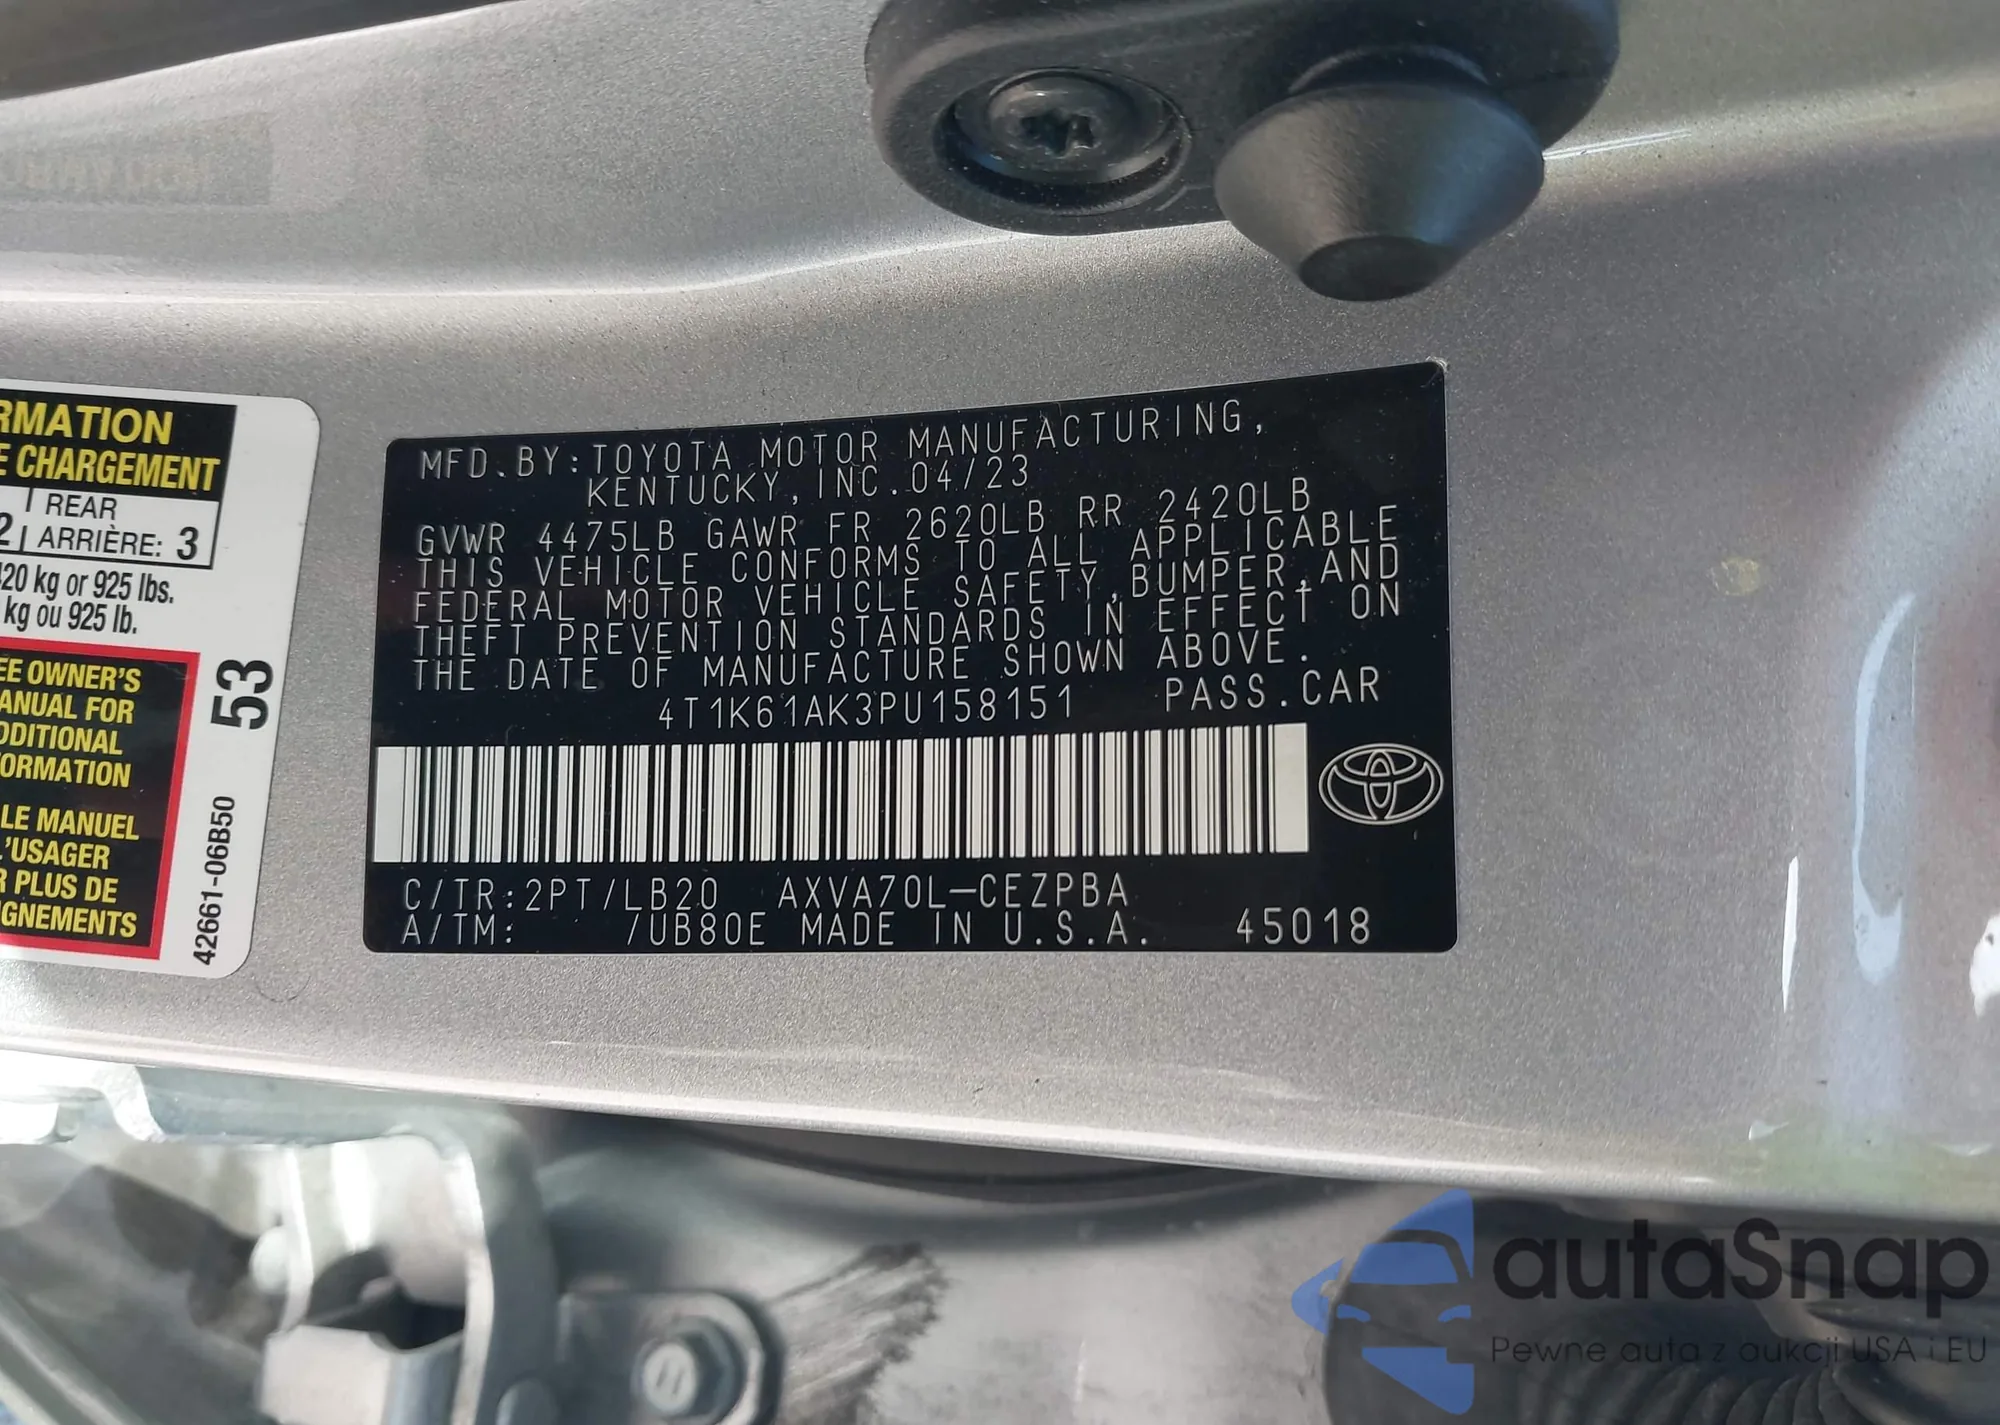 RMATION
E CHARGEMENT
REAR
2 ARRIÈRE: 3
20 kg or 925 lbs.
kg ou 925 lb.
EE OWNER'S
ANUAL FOR
DDITIONAL
ORMATION
LE MANUEL
'USAGER
R PLUS DE
IGNEMENTS
53
42661-06B50
MFD.BY:TOYOTA MOTOR MANUFACTURING,
KENTUCKY, INC. 04/23
GVWR 4475LB GAWR FR 2620LB RR 2420LB
THIS VEHICLE CONFORMS TO ALL APPLICABLE
FEDERAL MOTOR VEHICLE SAFETY,BUMPER,AND
THEFT PREVENTION STANDARDS IN EFFECT ON
THE DATE OF MANUFACTURE SHOWN ABOVE.
4T1K61AK3PU158151 PASS.CAR
C/TR:2PT/LB20 AXVA70L-CEZPBA
A/TM: /UB80E MADE IN U.S.A. 45018
autaSnap
Pewne auta z aukcji USA i EU